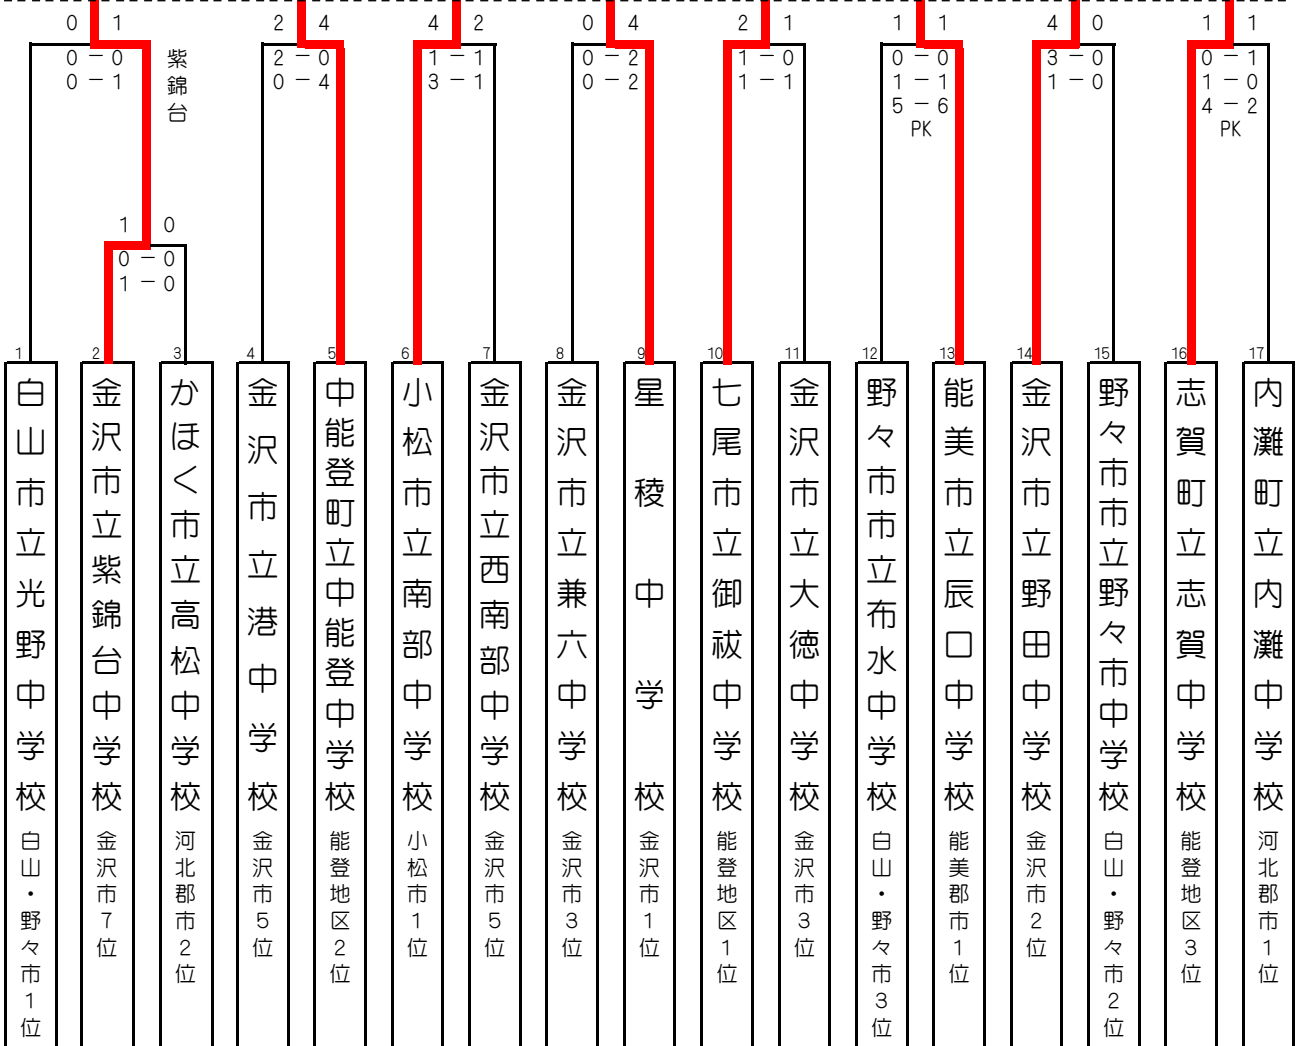 0 1
0 － 0
0 － 1
紫錦台
2 4
2 － 0
0 － 4
4 2
1 － 1
3 － 1
0 4
0 － 2
0 － 2
2 1
1 － 0
1 － 1
1 1
0 － 0
1 － 1
5 － 6
PK
4 0
3 － 0
1 － 0
1 1
0 － 1
1 － 0
4 － 2
PK
1 0
0 － 0
1 － 0
1
白山市立光野中学校
白山・野々市1位
2
金沢市立紫錦台中学校
金沢市7位
3
かほく市立高松中学校
河北郡市2位
4
金沢市立港中学校
金沢市5位
5
中能登町立中能登中学校
能登地区2位
6
小松市立南部中学校
小松市1位
7
金沢市立西南部中学校
金沢市5位
8
金沢市立兼六中学校
金沢市3位
9
星稜中学校
金沢市1位
10
七尾市立御祓中学校
能登地区1位
11
金沢市立大徳中学校
金沢市3位
12
野々市市立布水中学校
白山・野々市3位
13
能美市立辰口中学校
能美郡市1位
14
金沢市立野田中学校
金沢市2位
15
野々市市立野々市中学校
白山・野々市2位
16
志賀町立志賀中学校
能登地区3位
17
内灘町立内灘中学校
河北郡市1位